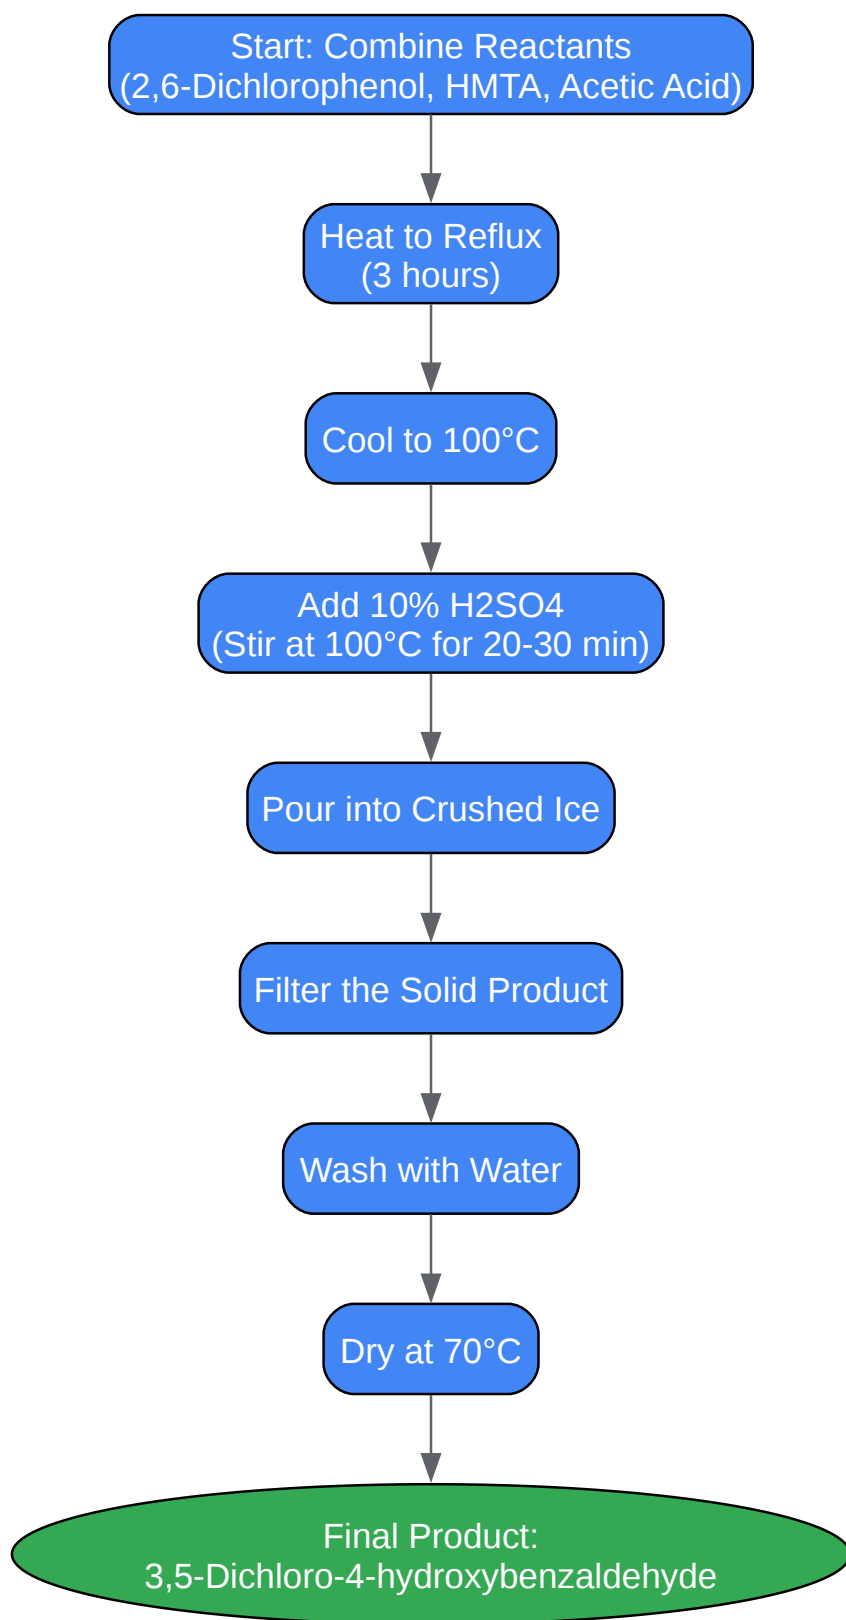 Start: Combine Reactants
(2,6-Dichlorophenol, HMTA, Acetic Acid)
Heat to Reflux
(3 hours)
Cool to 100°C
Add 10% H2SO4
(Stir at 100°C for 20-30 min)
Pour into Crushed Ice
Filter the Solid Product
Wash with Water
Dry at 70°C
Final Product:
3,5-Dichloro-4-hydroxybenzaldehyde